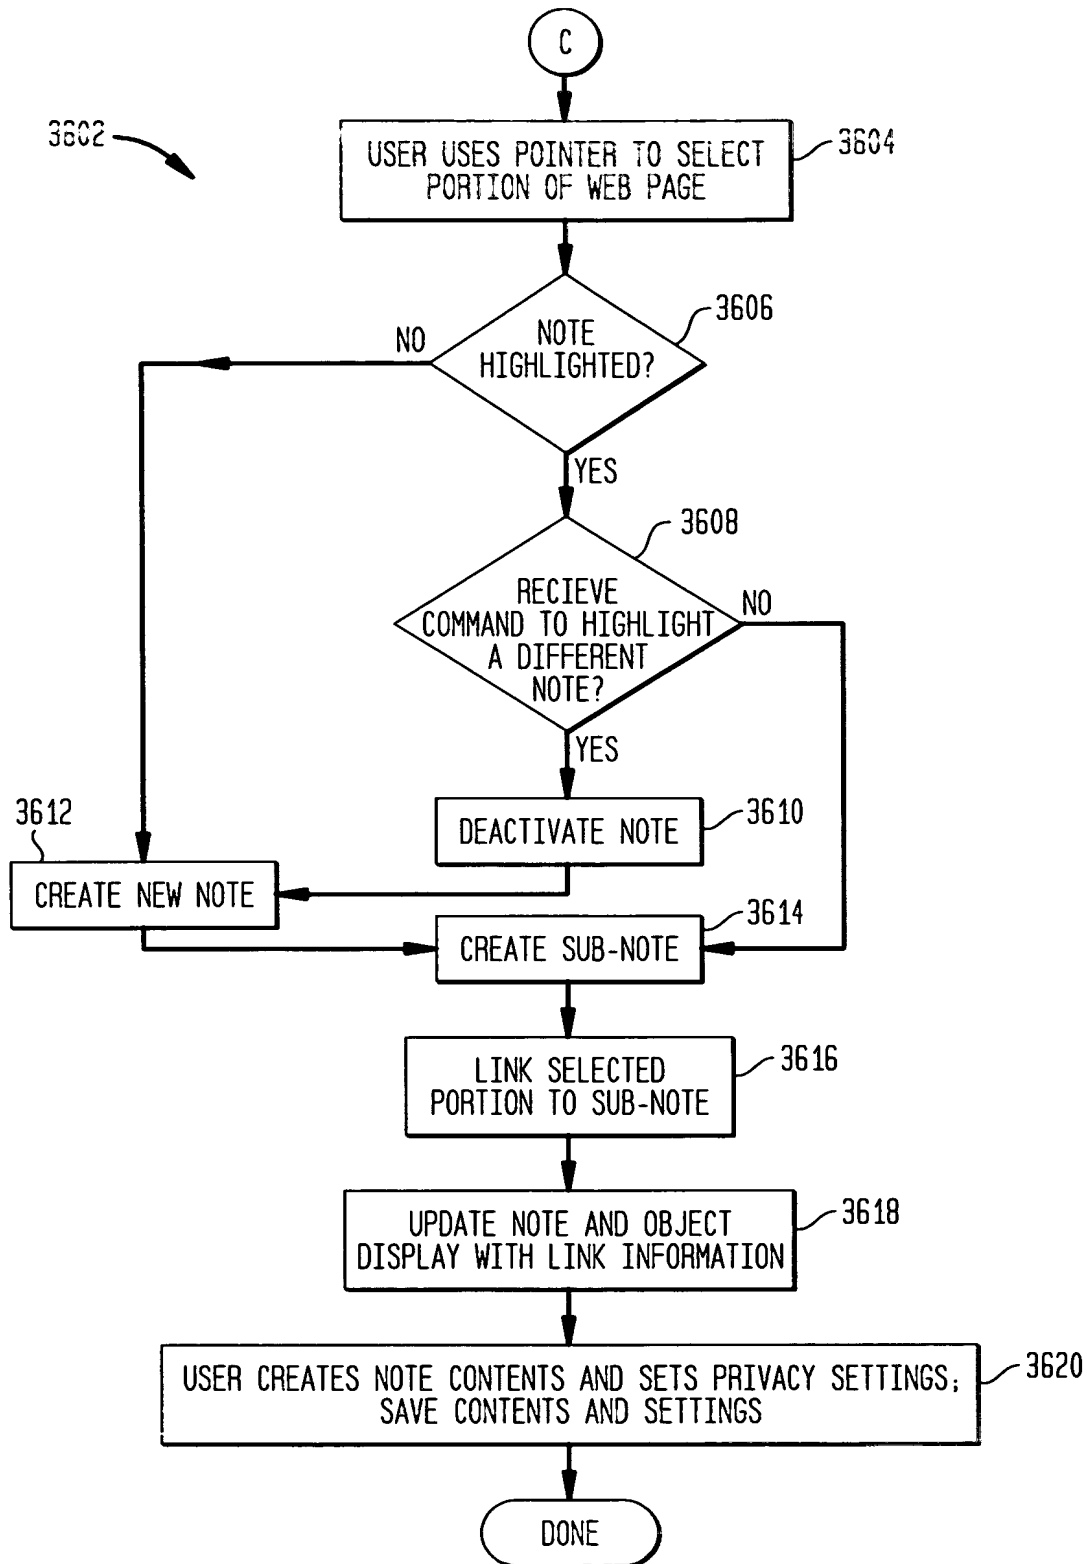 C
3602
USER USES POINTER TO SELECT
PORTION OF WEB PAGE
3604
NOTE
HIGHLIGHTED?
3606
NO
YES
3608
RECIEVE
COMMAND TO HIGHLIGHT
A DIFFERENT
NOTE?
NO
YES
3612
DEACTIVATE NOTE
3610
CREATE NEW NOTE
CREATE SUB-NOTE
3614
LINK SELECTED
PORTION TO SUB-NOTE
3616
UPDATE NOTE AND OBJECT
DISPLAY WITH LINK INFORMATION
3618
USER CREATES NOTE CONTENTS AND SETS PRIVACY SETTINGS;
SAVE CONTENTS AND SETTINGS
3620
DONE